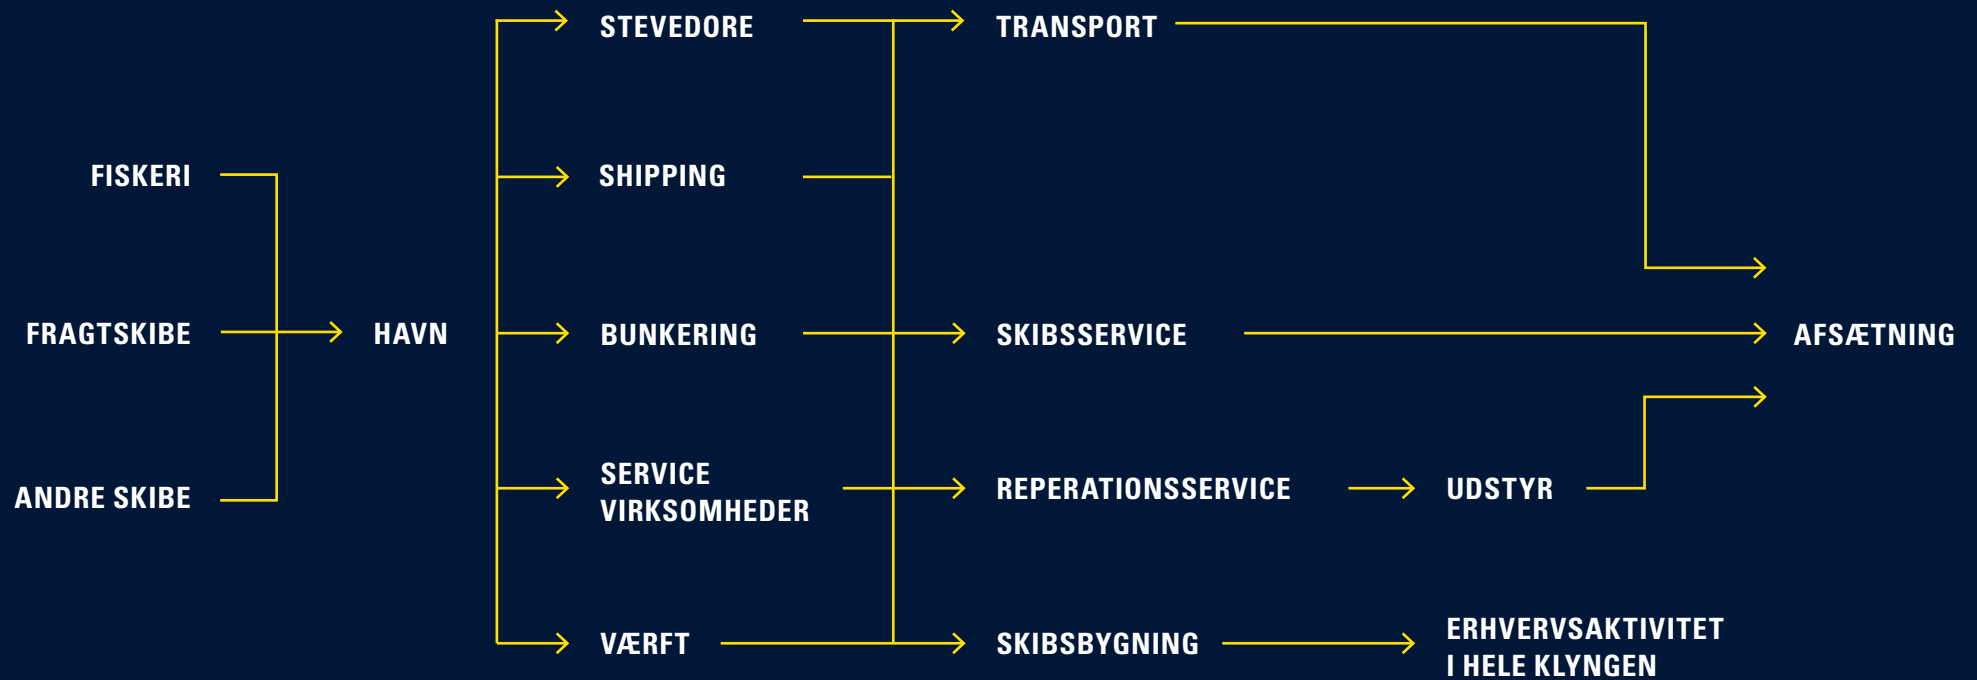 FISKERI
FRAGTSKIBE
ANDRE SKIBE
HAVN
STEVEDORE
SHIPPING
BUNKERING
SERVICE
VIRKSOMHEDER
VÆRFT
TRANSPORT
SKIBSSERVICE
REPERATIONSSERVICE
SKIBSBYGNING
UDSTYR
ERHVERVSAKTIVITET
I HELE KLYNGEN
AFSÆTNING